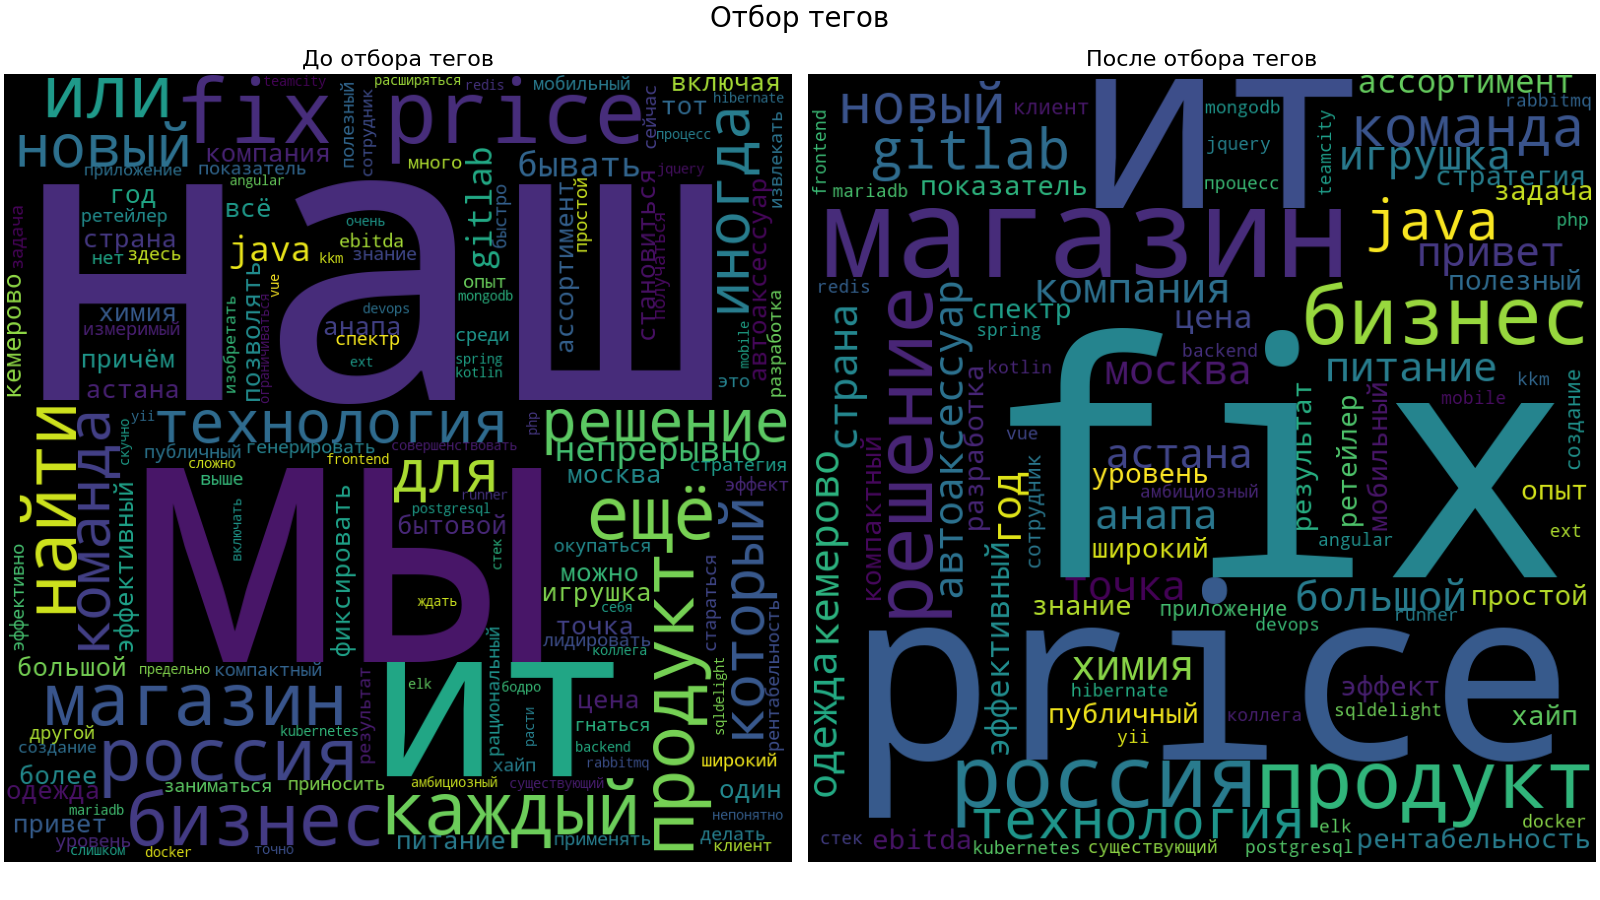 Отбор тегов
До отбора тегов
или
fix
teamcity
расширяться
price
redis
мобильный
включая
тот
hibernate
новый
компания
полезный
сотрудник
много
бывать
сейчас
процесс
извлекать
приложение
показатель
angular
jquery
год
ретейлер
всё
gitlab
быстро
ассортимент
простой
становиться
получаться
иногда
автоаксессуар
задача
наш
страна
нет
здесь
java
очень
ebitda
kkm
знание
опыт
mongodb
кемерово
химия
измеримый
изобретать
позволять
ограничиваться
vue
devops
анапа
спектр
ext
среди
spring
kotlin
mobile
разработка
это
причём
астана
найти
команда
yii
скучно
технология
php
решение
непрерывно
публичный
генерировать
совершенствовать
сложно
frontend
выше
для
москва
стратегия
эффект
эффективный
включать
фиксировать
мы
runner
postgresql
бытовой
стек
ещё
окупаться
можно
игрушка
себя
ждать
точка
лидировать
коллега
продукт
стараться
который
рентабельность
эффективно
большой
предельно
компактный
магазин
результат
ит
elk
рациональный
бодро
расти
цена
гнаться
sqldelight
другой
создание
россия
kubernetes
backend
rabbitmq
хайп
широкий
более
одежда
заниматься
приносить
амбициозный
существующий
один
mariadb
привет
бизнес
каждый
непонятно
уровень
слишком
docker
точно
питание
применять
делать
клиент
После отбора тегов
frontend
новый
клиент
ит
mongodb
teamcity
ассортимент
rabbitmq
команда
gitlab
jquery
игрушка
стратегия
mariadb
показатель
процесс
задача
магазин
java
php
привет
redis
решение
автоаксессуар
компания
полезный
спектр
spring
цена
бизнес
страна
kotlin
backend
москва
питание
kkm
mobile
создание
разработка
fix
результат
ретейлер
мобильный
vue
компактный
астана
уровень
амбициозный
год
сотрудник
опыт
кемерово
анапа
широкий
angular
ext
эффективный
точка
знание
приложение
devops
большой
runner
простой
одежда
price
химия
hibernate
публичный
yii
эффект
sqldelight
коллега
хайп
россия
продукт
технология
elk
docker
стек
ebitda
kubernetes
существующий
postgresql
рентабельность